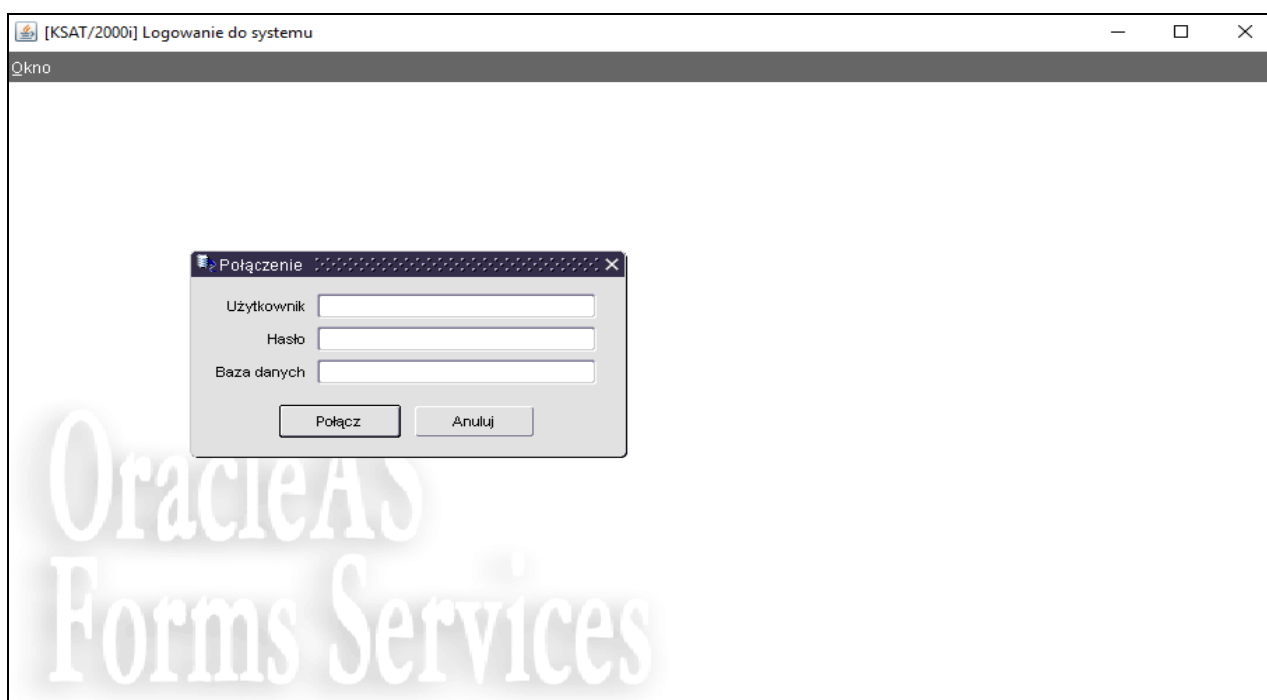 [KSAT/2000i] Logowanie do systemu
Okno
Połączenie
Użytkownik
Hasło
Baza danych
Połącz Anuluj
OracleAS
Forms Services